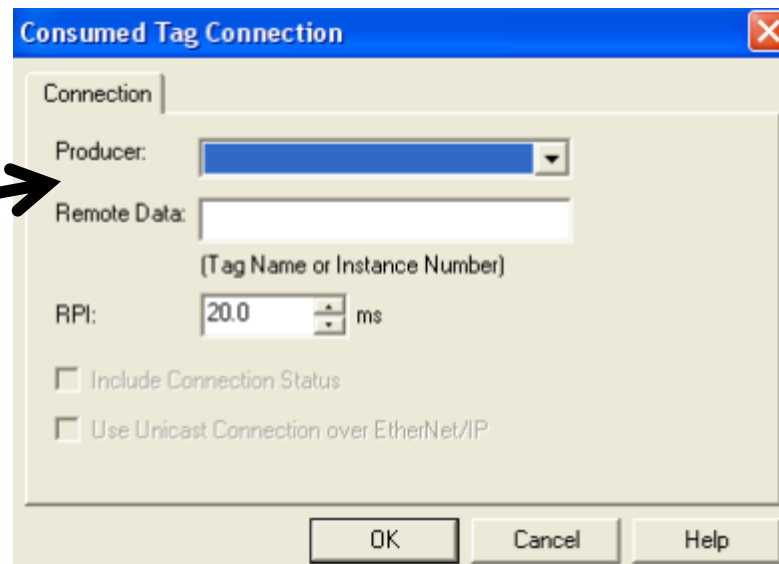 Consumed Tag Connection
Connection
Producer:
Remote Data:
(Tag Name or Instance Number)
RPI: 20.0 ms
Include Connection Status
Use Unicast Connection over EtherNet/IP
OK Cancel Help